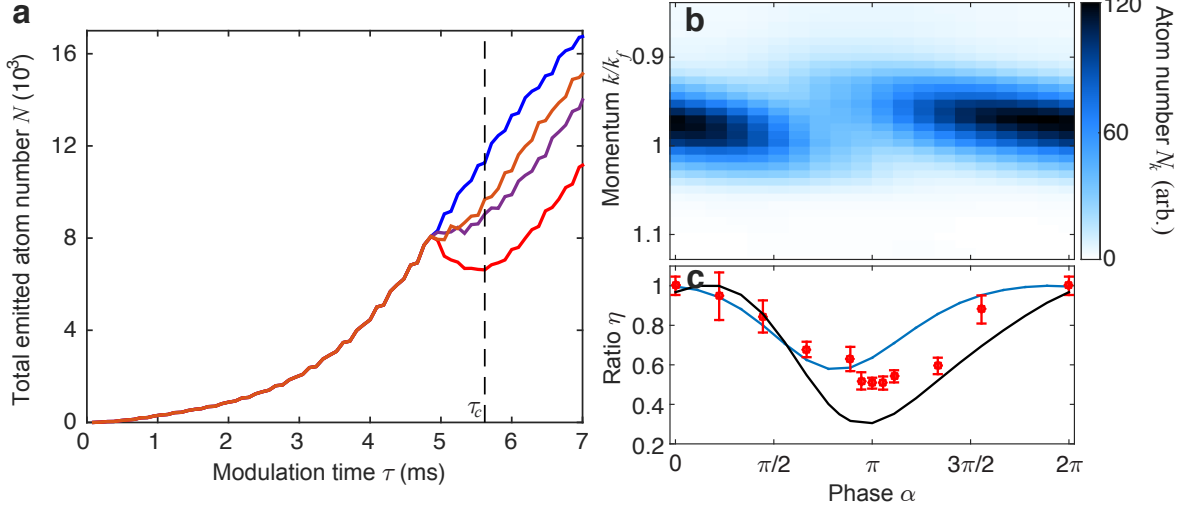 a
Total emitted atom number N (10³)
16
12
8
4
0
τc
0 1 2 3 4 5 6 7
Modulation time τ (ms)
b
Momentum k/kf
0.9
1
1.1
120
60
0
Atom number Nk (arb.)
c
Ratio η
1
0.8
0.6
0.4
0.2
0 π/2 π 3π/2 2π
Phase α